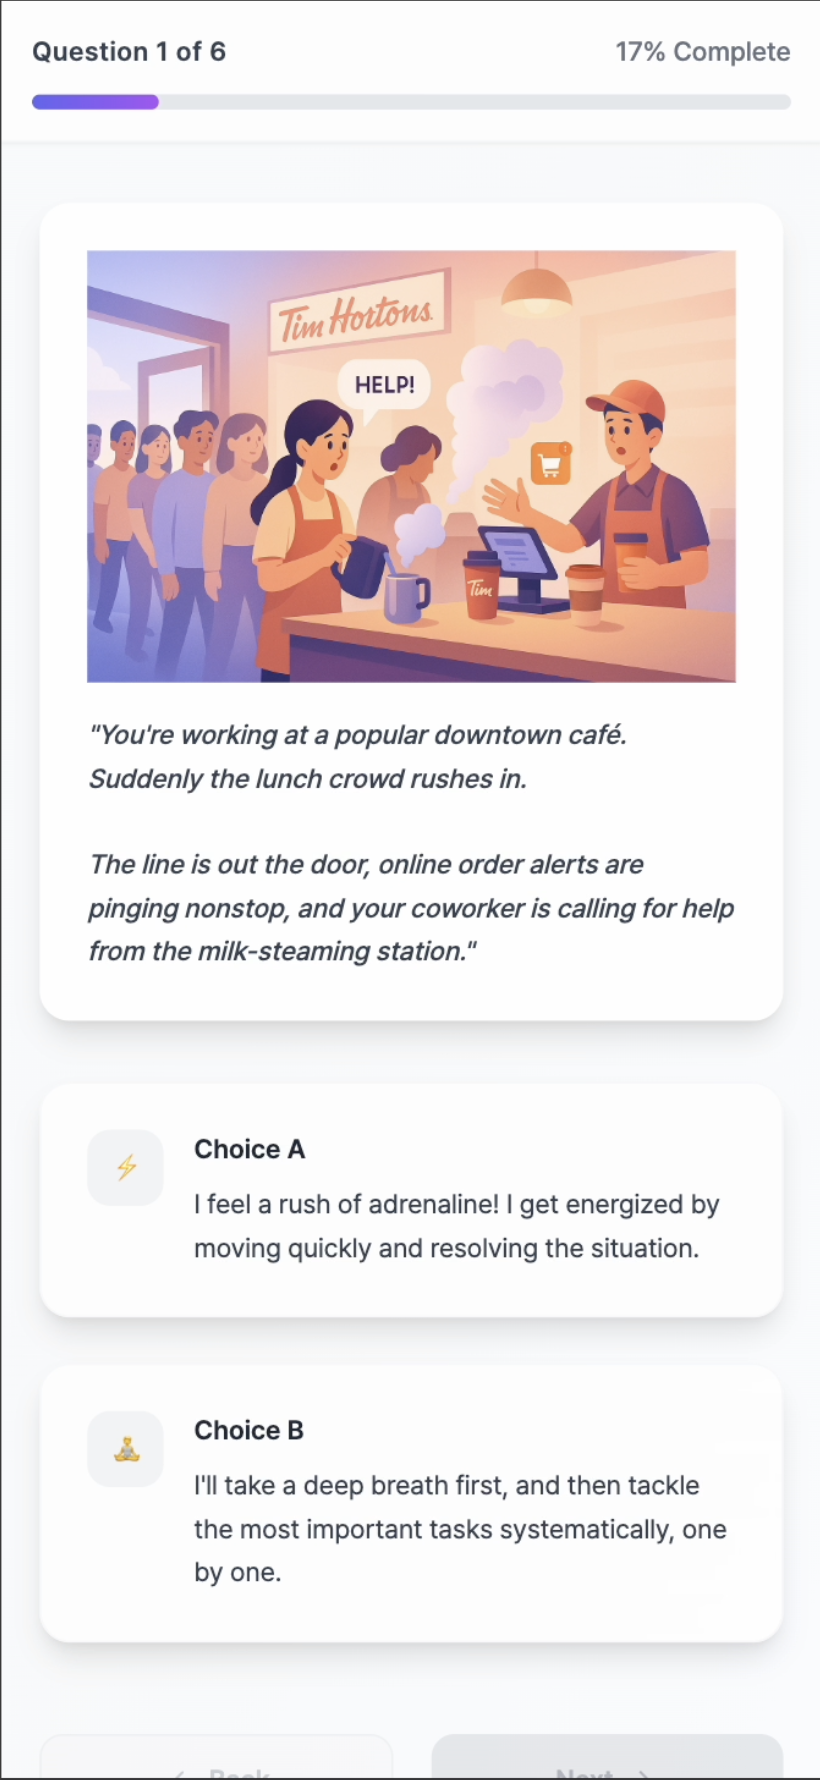 Question 1 of 6
17% Complete
Tim Hortons.
HELP!
Tim
"You're working at a popular downtown café.
Suddenly the lunch crowd rushes in.
The line is out the door, online order alerts are
pinging nonstop, and your coworker is calling for help
from the milk-steaming station."
Choice A
I feel a rush of adrenaline! I get energized by
moving quickly and resolving the situation.
Choice B
I'll take a deep breath first, and then tackle
the most important tasks systematically, one
by one.
Back
Next